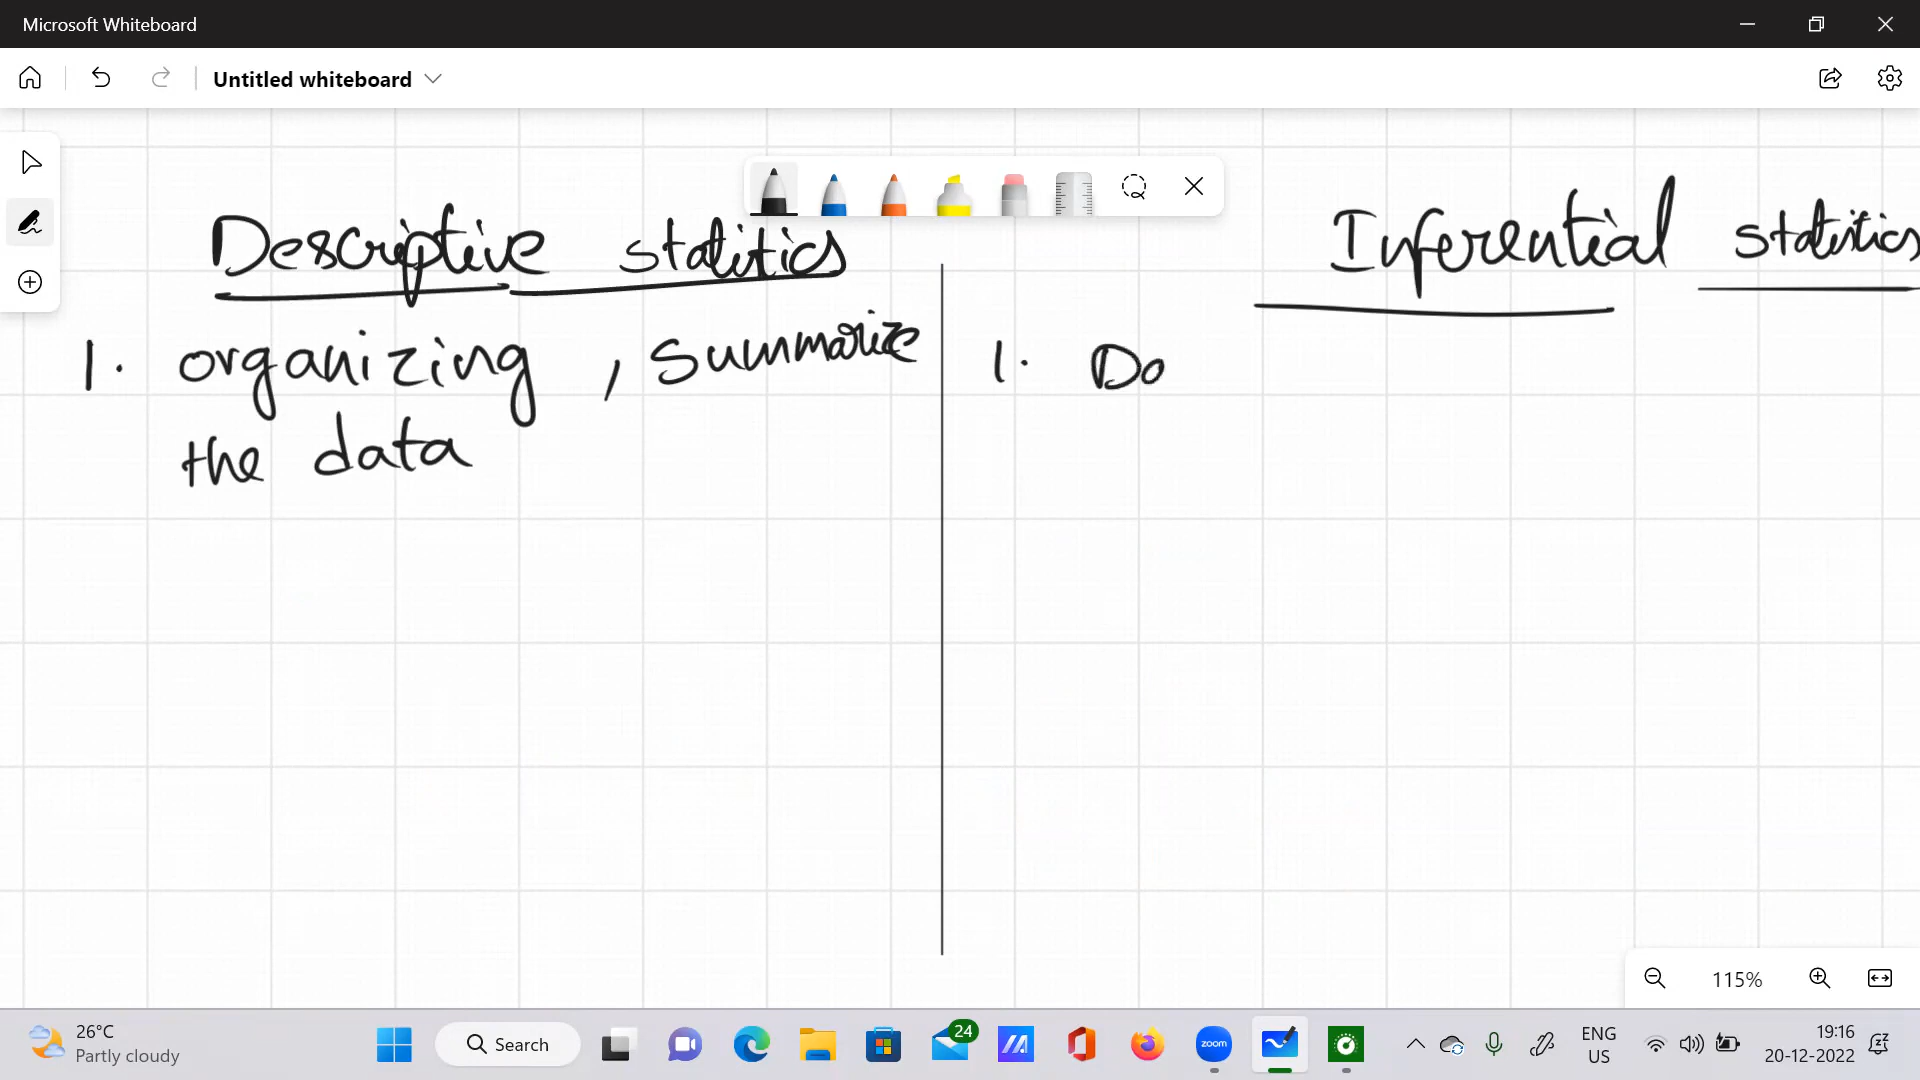 Microsoft Whiteboard
Untitled whiteboard
Descriptive statistics
Inferential statistics
1. organizing, summarize
the data
1. Do
115%
26°C
Partly cloudy
Search
24
zoom
ENG
US
19:16
20-12-2022